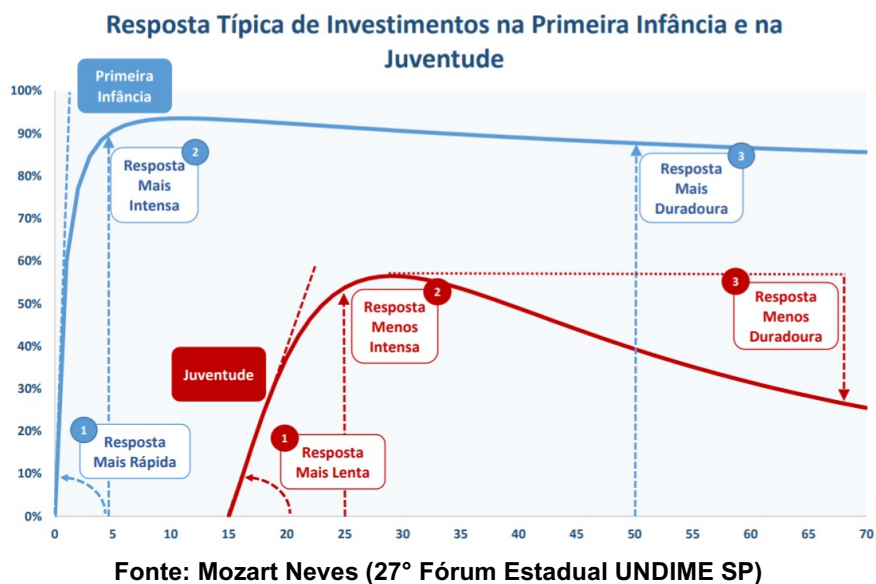 Resposta Típica de Investimentos na Primeira Infância e na
Juventude
Primeira
Infância
100%
90%
80%
70%
60%
50%
40%
30%
20%
10%
0%
2
Resposta
Mais
Intensa
3
Resposta
Mais
Duradoura
2
Resposta
Menos
Intensa
3
Resposta
Menos
Duradoura
Juventude
1
Resposta
Mais Rápida
1
Resposta
Mais Lenta
0 5 10 15 20 25 30 35 40 45 50 55 60 65 70
Fonte: Mozart Neves (27° Fórum Estadual UNDIME SP)